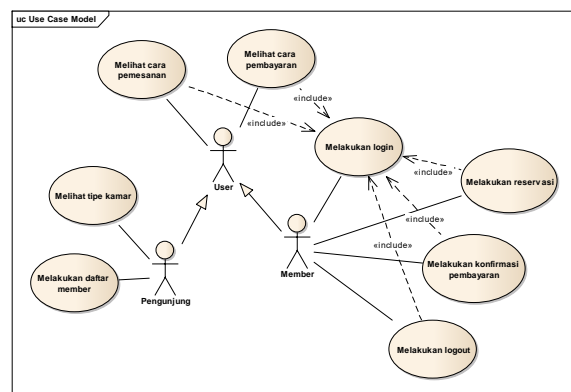 uc Use Case Model
Melihat cara
pemesanan
Melihat cara
pembayaran
«include»
«include»
Melakukan login
User
«include»
Melakukan reservasi
Melihat tipe kamar
«include»
«include»
Melakukan daftar
member
Pengunjung
Member
Melakukan konfirmasi
pembayaran
Melakukan logout